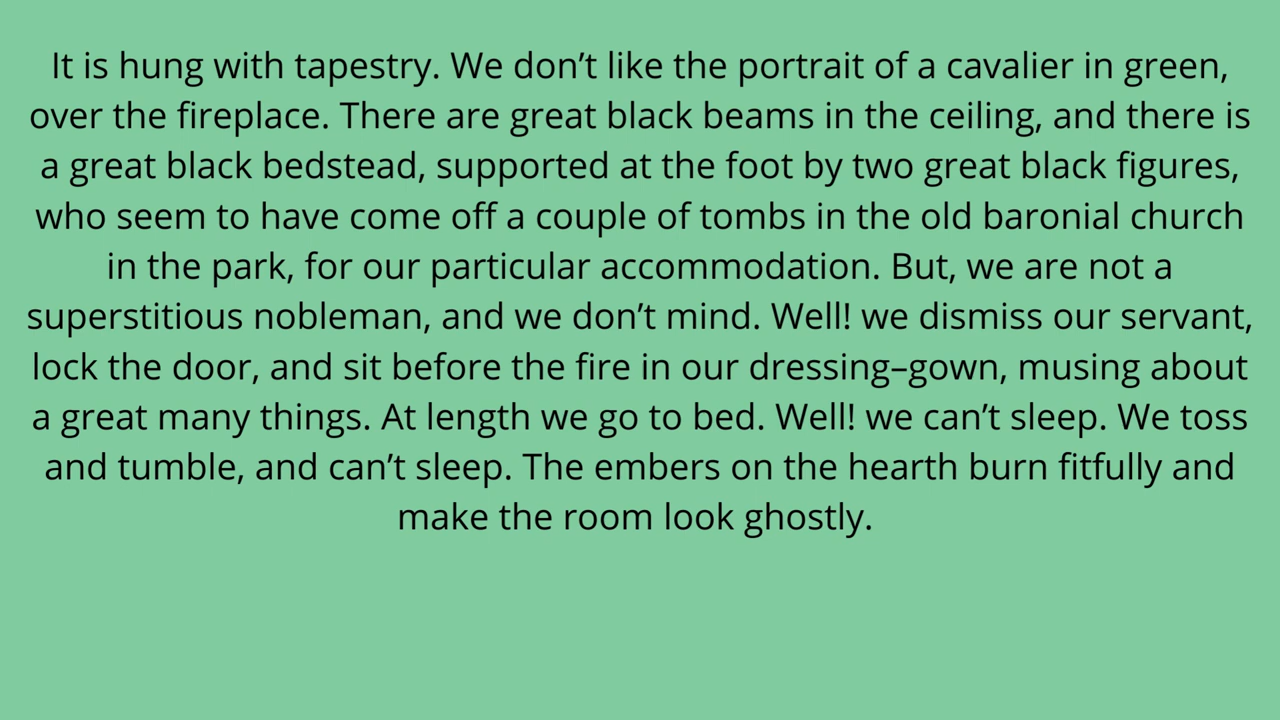 It is hung with tapestry. We don’t like the portrait of a cavalier in green,
over the fireplace. There are great black beams in the ceiling, and there is
a great black bedstead, supported at the foot by two great black figures,
who seem to have come off a couple of tombs in the old baronial church
in the park, for our particular accommodation. But, we are not a
superstitious nobleman, and we don’t mind. Well! we dismiss our servant,
lock the door, and sit before the fire in our dressing–gown, musing about
a great many things. At length we go to bed. Well! we can’t sleep. We toss
and tumble, and can’t sleep. The embers on the hearth burn fitfully and
make the room look ghostly.